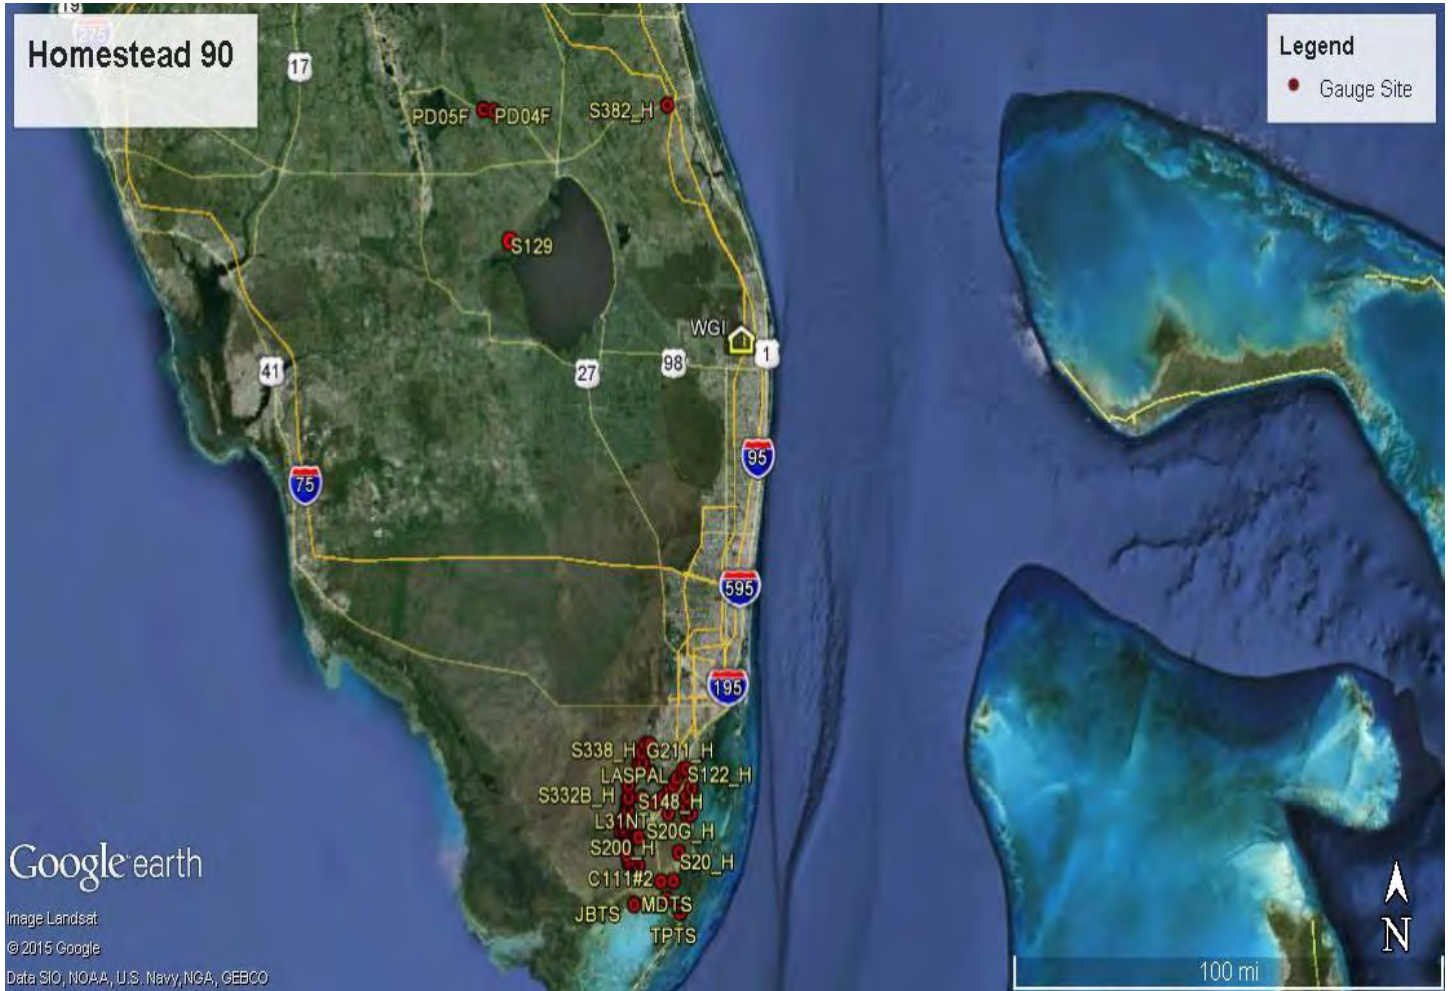 19
275
Homestead 90
17
Legend
Gauge Site
PD05F
PD04F
S382_H
S129
WGI
1
41
27
98
95
75
595
195
S338_H
G211_H
LASPAL
S122_H
S332B_H
S148_H
L31NT
S20G_H
S200_H
S20_H
C111#2
JBTS
MDTS
TPTS
Google earth
Image Landsat
© 2015 Google
Data SIO, NOAA, U.S. Navy, NGA, GEBCO
N
100 mi